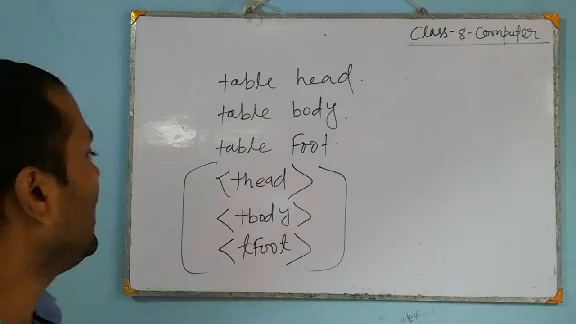 Class-8-Computer
table head.
table body.
table Foot.
<thead>
<tbody>
<tFoot>